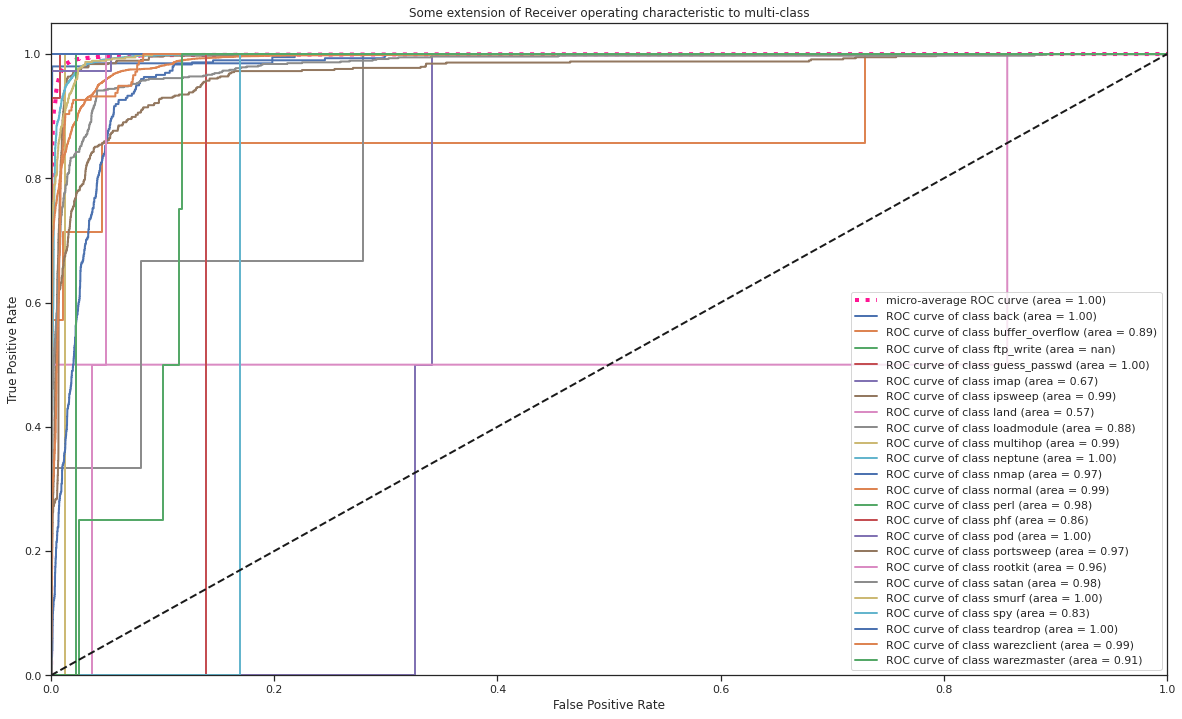 Some extension of Receiver operating characteristic to multi-class
1.0
0.8
0.6
0.4
0.2
0.0
True Positive Rate
0.0 0.2 0.4 0.6 0.8 1.0
False Positive Rate
micro-average ROC curve (area = 1.00)
ROC curve of class back (area = 1.00)
ROC curve of class buffer_overflow (area = 0.89)
ROC curve of class ftp_write (area = nan)
ROC curve of class guess_passwd (area = 1.00)
ROC curve of class imap (area = 0.67)
ROC curve of class ipsweep (area = 0.99)
ROC curve of class land (area = 0.57)
ROC curve of class loadmodule (area = 0.88)
ROC curve of class multihop (area = 0.99)
ROC curve of class neptune (area = 1.00)
ROC curve of class nmap (area = 0.97)
ROC curve of class normal (area = 0.99)
ROC curve of class perl (area = 0.98)
ROC curve of class phf (area = 0.86)
ROC curve of class pod (area = 1.00)
ROC curve of class portsweep (area = 0.97)
ROC curve of class rootkit (area = 0.96)
ROC curve of class satan (area = 0.98)
ROC curve of class smurf (area = 1.00)
ROC curve of class spy (area = 0.83)
ROC curve of class teardrop (area = 1.00)
ROC curve of class warezclient (area = 0.99)
ROC curve of class warezmaster (area = 0.91)